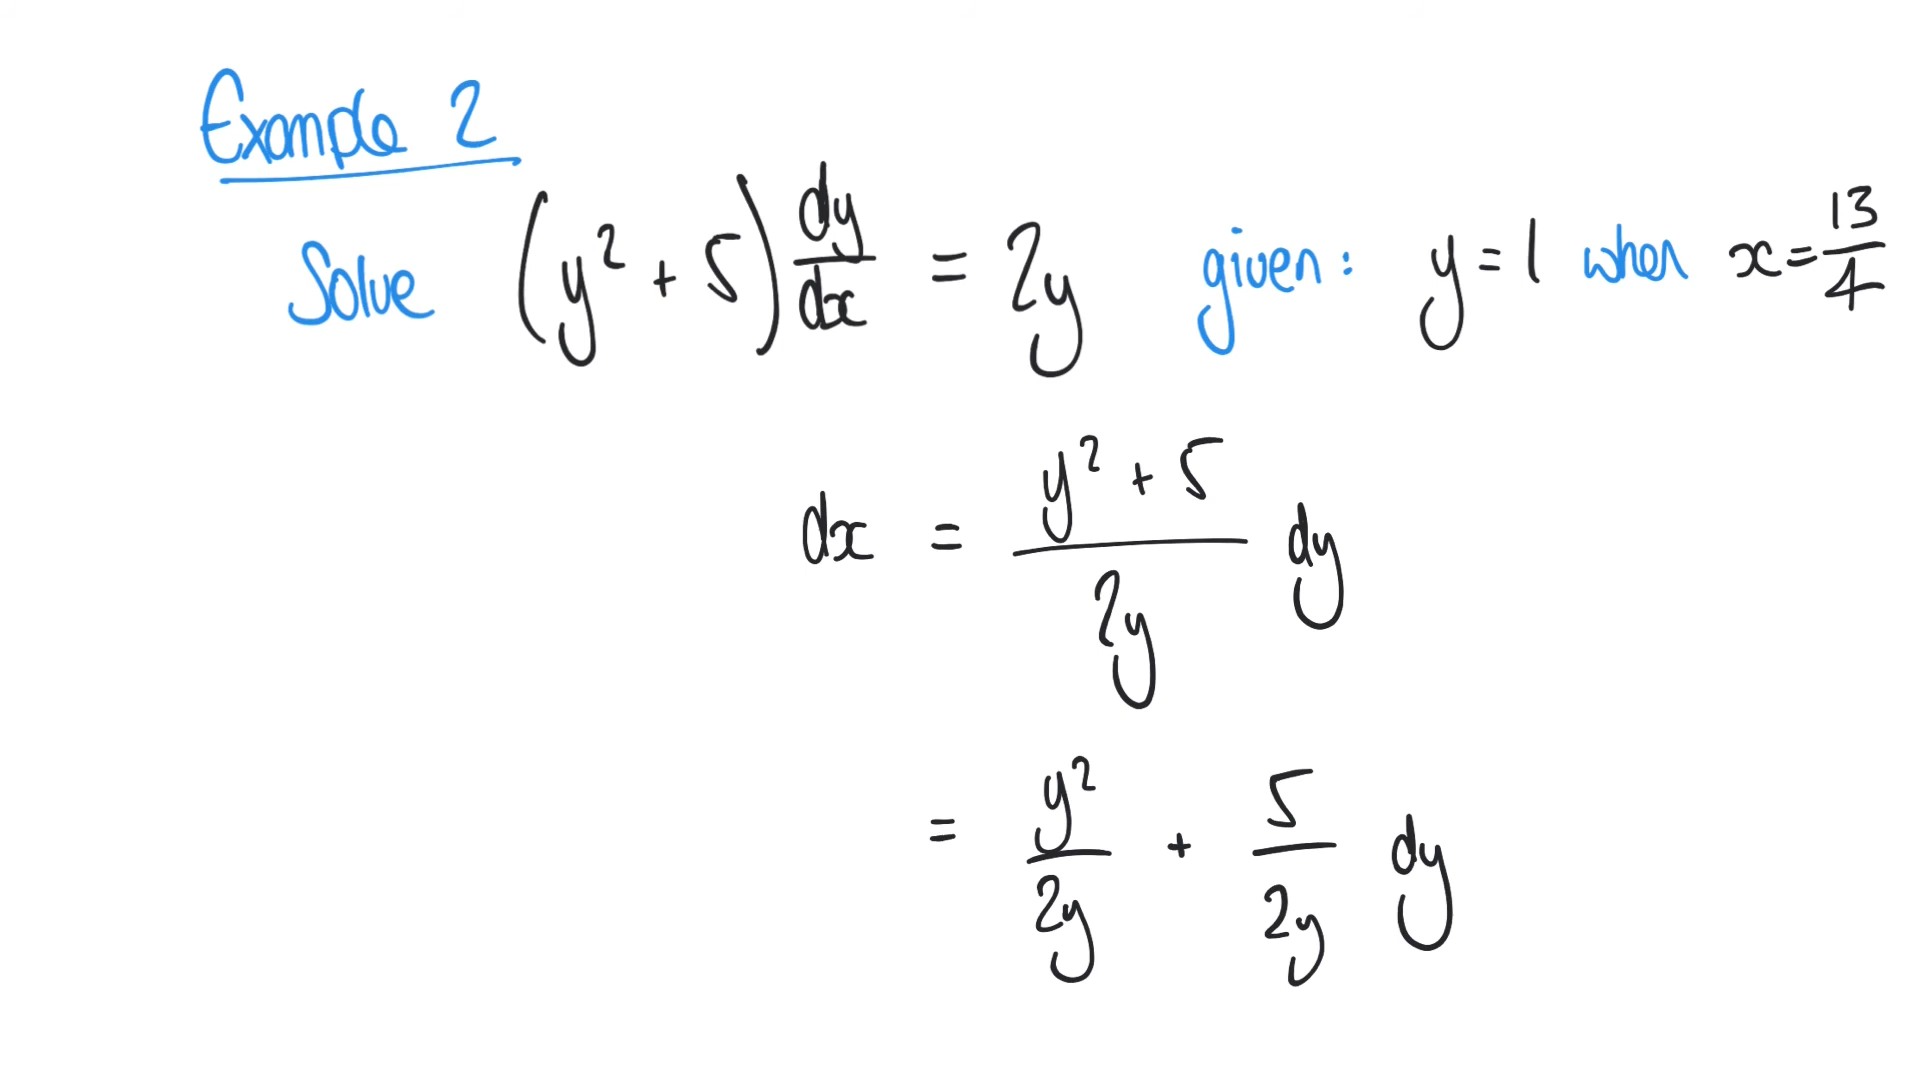 Example 2
Solve (y² + 5) dy/dx = 2y given: y = 1 when x = 13/4
dx = (y² + 5)/2y dy
= y²/2y + 5/2y dy